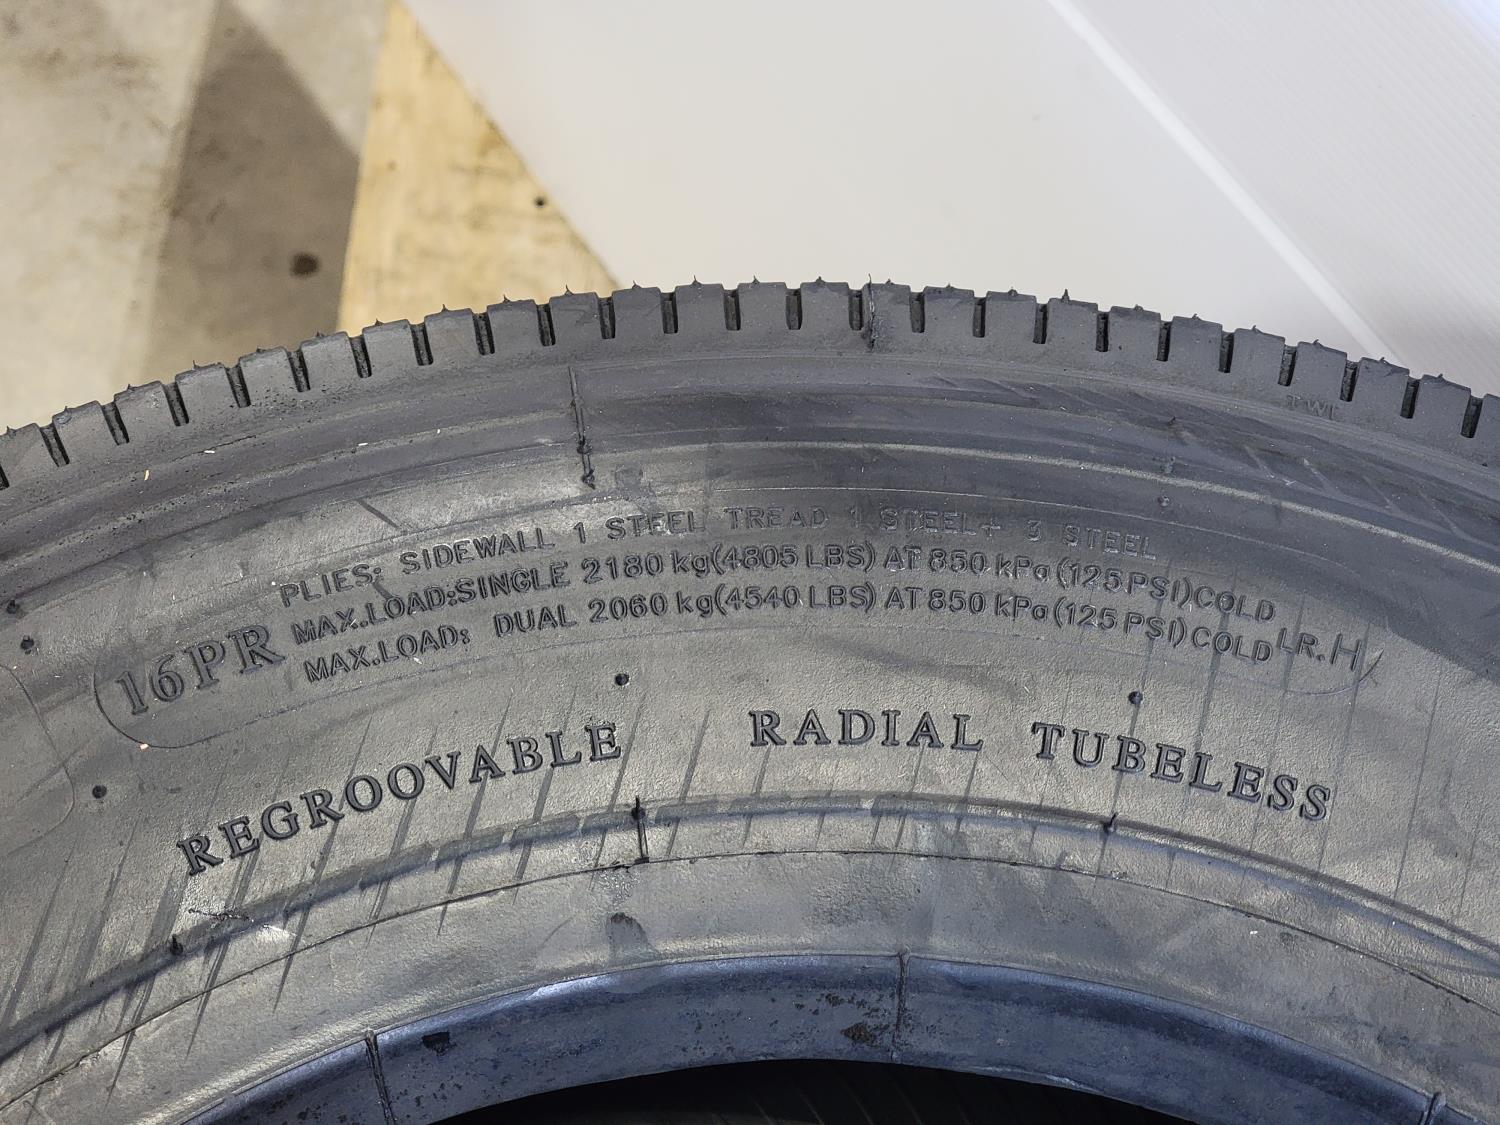 TWI
PLIES: SIDEWALL 1 STEEL TREAD 1 STEEL+ 3 STEEL
MAX.LOAD:SINGLE 2180 kg(4805 LBS) AT 850 kPa (125PSI)COLD
16PR MAX.LOAD: DUAL 2060 kg(4540 LBS) AT 850 kPa (125 PSI)COLD LR.H
REGROOVABLE RADIAL TUBELESS